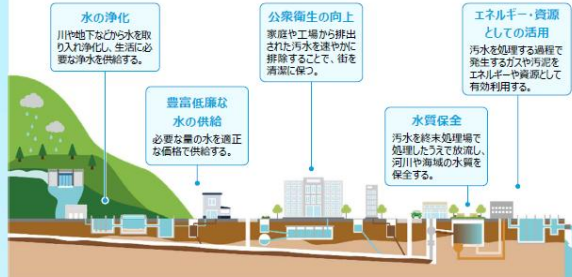 水の浄化
川や地下などから水を取
り入れ浄化し、生活に必
要な浄水を供給する。
豊富低廉な
水の供給
必要な量の水を適正
な価格で供給する。
公衆衛生の向上
家庭や工場から排出
された汚水を速やかに
排除することで、街を
清潔に保つ。
水質保全
汚水を終末処理場で
処理したうえで放流し、
河川や海域の水質を
保全する。
エネルギー・資源
としての活用
汚水を処理する過程で
発生するガスや汚泥を
エネルギーや資源として
有効利用する。